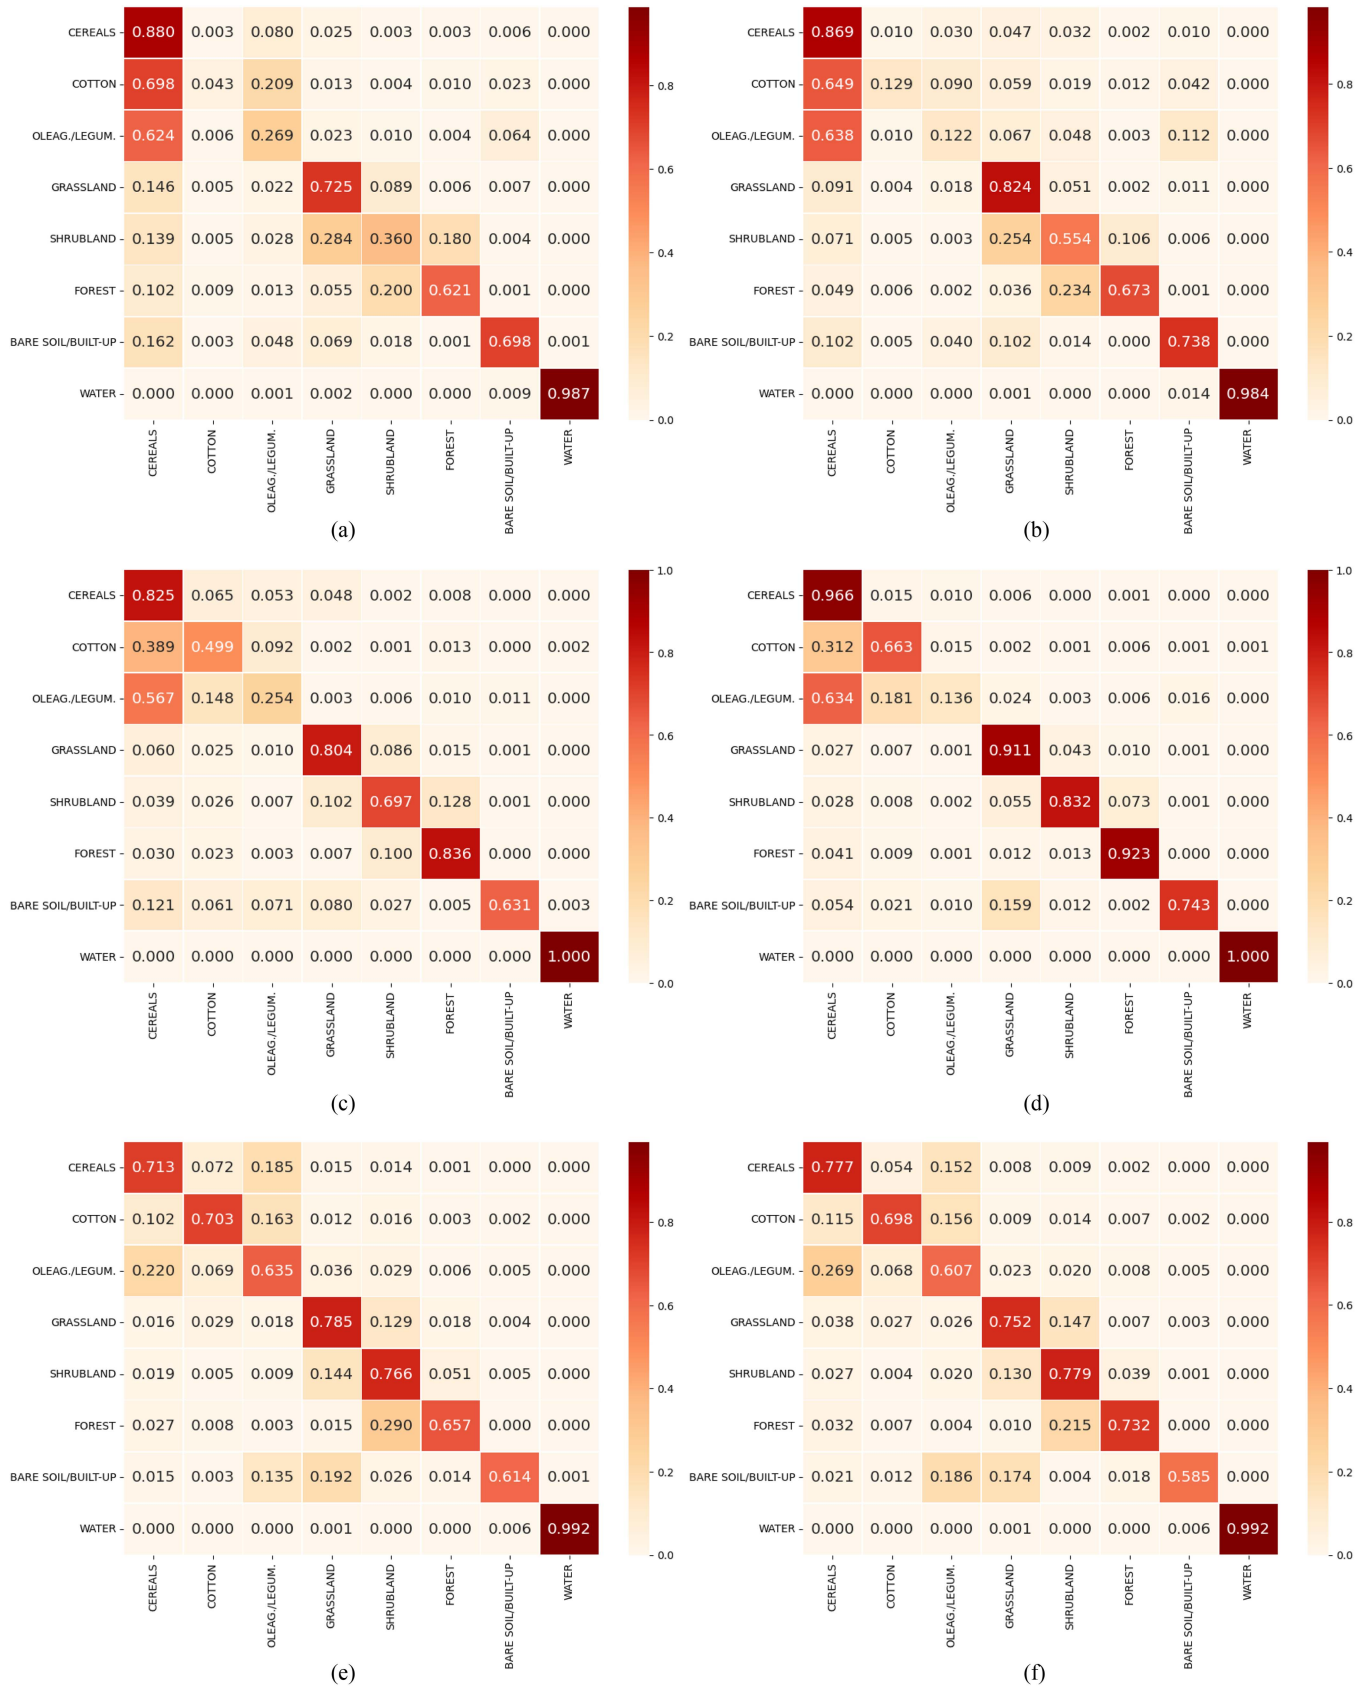 CEREALS 0.880 0.003 0.080 0.025 0.003 0.003 0.006 0.000
COTTON 0.698 0.043 0.209 0.013 0.004 0.010 0.023 0.000
OLEAG./LEGUM. 0.624 0.006 0.269 0.023 0.010 0.004 0.064 0.000
GRASSLAND 0.146 0.005 0.022 0.725 0.089 0.006 0.007 0.000
SHRUBLAND 0.139 0.005 0.028 0.284 0.360 0.180 0.004 0.000
FOREST 0.102 0.009 0.013 0.055 0.200 0.621 0.001 0.000
BARE SOIL/BUILT-UP 0.162 0.003 0.048 0.069 0.018 0.001 0.698 0.001
WATER 0.000 0.000 0.001 0.002 0.000 0.000 0.009 0.987
CEREALS COTTON OLEAG./LEGUM. GRASSLAND SHRUBLAND FOREST BARE SOIL/BUILT-UP WATER
0.8
0.6
0.4
0.2
0.0
(a)
CEREALS 0.869 0.010 0.030 0.047 0.032 0.002 0.010 0.000
COTTON 0.649 0.129 0.090 0.059 0.019 0.012 0.042 0.000
OLEAG./LEGUM. 0.638 0.010 0.122 0.067 0.048 0.003 0.112 0.000
GRASSLAND 0.091 0.004 0.018 0.824 0.051 0.002 0.011 0.000
SHRUBLAND 0.071 0.005 0.003 0.254 0.554 0.106 0.006 0.000
FOREST 0.049 0.006 0.002 0.036 0.234 0.673 0.001 0.000
BARE SOIL/BUILT-UP 0.102 0.005 0.040 0.102 0.014 0.000 0.738 0.000
WATER 0.000 0.000 0.000 0.001 0.000 0.000 0.014 0.984
CEREALS COTTON OLEAG./LEGUM. GRASSLAND SHRUBLAND FOREST BARE SOIL/BUILT-UP WATER
0.8
0.6
0.4
0.2
0.0
(b)
CEREALS 0.825 0.065 0.053 0.048 0.002 0.008 0.000 0.000
COTTON 0.389 0.499 0.092 0.002 0.001 0.013 0.000 0.002
OLEAG./LEGUM. 0.567 0.148 0.254 0.003 0.006 0.010 0.011 0.000
GRASSLAND 0.060 0.025 0.010 0.804 0.086 0.015 0.001 0.000
SHRUBLAND 0.039 0.026 0.007 0.102 0.697 0.128 0.001 0.000
FOREST 0.030 0.023 0.003 0.007 0.100 0.836 0.000 0.000
BARE SOIL/BUILT-UP 0.121 0.061 0.071 0.080 0.027 0.005 0.631 0.003
WATER 0.000 0.000 0.000 0.000 0.000 0.000 0.000 1.000
CEREALS COTTON OLEAG./LEGUM. GRASSLAND SHRUBLAND FOREST BARE SOIL/BUILT-UP WATER
1.0
0.8
0.6
0.4
0.2
0.0
(c)
CEREALS 0.966 0.015 0.010 0.006 0.000 0.001 0.000 0.000
COTTON 0.312 0.663 0.015 0.002 0.001 0.006 0.000 0.001
OLEAG./LEGUM. 0.634 0.181 0.136 0.024 0.003 0.006 0.016 0.000
GRASSLAND 0.027 0.007 0.001 0.911 0.043 0.010 0.001 0.000
SHRUBLAND 0.028 0.008 0.002 0.055 0.832 0.073 0.001 0.000
FOREST 0.041 0.009 0.001 0.012 0.013 0.923 0.000 0.000
BARE SOIL/BUILT-UP 0.054 0.021 0.010 0.159 0.012 0.002 0.743 0.000
WATER 0.000 0.000 0.000 0.000 0.000 0.000 0.000 1.000
CEREALS COTTON OLEAG./LEGUM. GRASSLAND SHRUBLAND FOREST BARE SOIL/BUILT-UP WATER
1.0
0.8
0.6
0.4
0.2
0.0
(d)
CEREALS 0.713 0.072 0.185 0.015 0.014 0.001 0.000 0.000
COTTON 0.102 0.703 0.163 0.012 0.016 0.003 0.002 0.000
OLEAG./LEGUM. 0.220 0.069 0.635 0.036 0.029 0.006 0.005 0.000
GRASSLAND 0.016 0.029 0.018 0.785 0.129 0.018 0.004 0.000
SHRUBLAND 0.019 0.005 0.009 0.144 0.766 0.051 0.005 0.000
FOREST 0.027 0.008 0.003 0.015 0.290 0.657 0.000 0.000
BARE SOIL/BUILT-UP 0.015 0.003 0.135 0.192 0.026 0.014 0.614 0.001
WATER 0.000 0.000 0.000 0.001 0.000 0.000 0.006 0.992
CEREALS COTTON OLEAG./LEGUM. GRASSLAND SHRUBLAND FOREST BARE SOIL/BUILT-UP WATER
0.8
0.6
0.4
0.2
0.0
(e)
CEREALS 0.777 0.054 0.152 0.008 0.009 0.002 0.000 0.000
COTTON 0.115 0.698 0.156 0.009 0.014 0.007 0.002 0.000
OLEAG./LEGUM. 0.269 0.068 0.607 0.023 0.020 0.008 0.005 0.000
GRASSLAND 0.038 0.027 0.026 0.752 0.147 0.007 0.003 0.000
SHRUBLAND 0.027 0.004 0.020 0.130 0.779 0.039 0.001 0.000
FOREST 0.032 0.007 0.004 0.010 0.215 0.732 0.000 0.000
BARE SOIL/BUILT-UP 0.021 0.012 0.186 0.174 0.004 0.018 0.585 0.000
WATER 0.000 0.000 0.000 0.001 0.000 0.000 0.006 0.992
CEREALS COTTON OLEAG./LEGUM. GRASSLAND SHRUBLAND FOREST BARE SOIL/BUILT-UP WATER
0.8
0.6
0.4
0.2
0.0
(f)